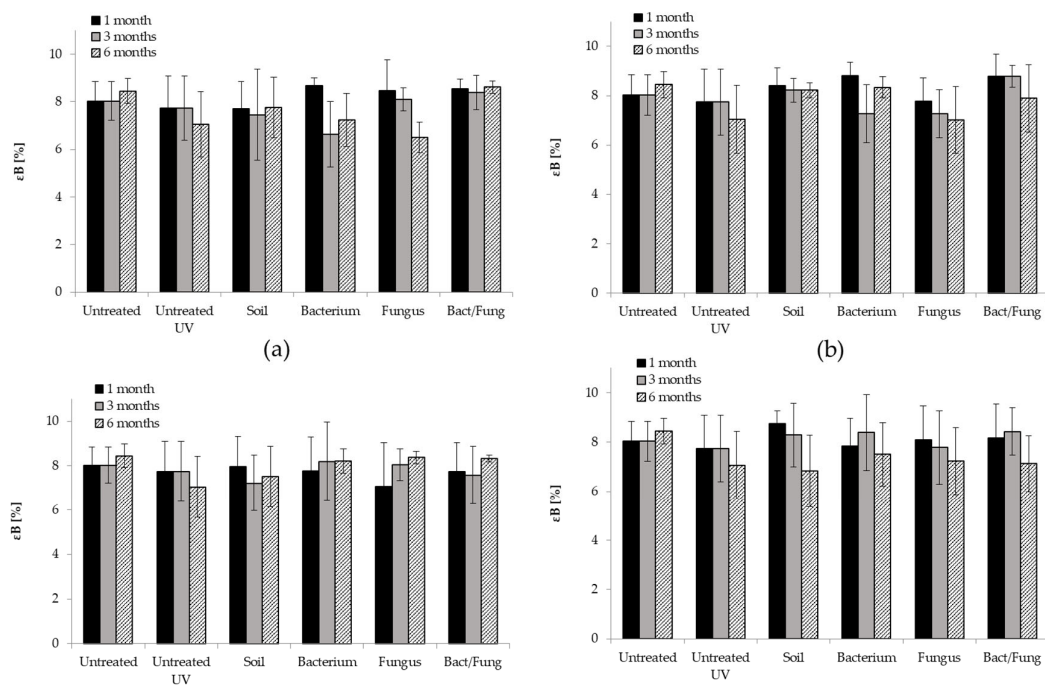 1 month
3 months
6 months
10
8
6
4
2
0
εB [%]
Untreated Untreated UV Soil Bacterium Fungus Bact/Fung
(a)
1 month
3 months
6 months
10
8
6
4
2
0
εB [%]
Untreated Untreated UV Soil Bacterium Fungus Bact/Fung
(b)
1 month
3 months
6 months
10
8
6
4
2
0
εB [%]
Untreated Untreated UV Soil Bacterium Fungus Bact/Fung
1 month
3 months
6 months
10
8
6
4
2
0
εB [%]
Untreated Untreated UV Soil Bacterium Fungus Bact/Fung